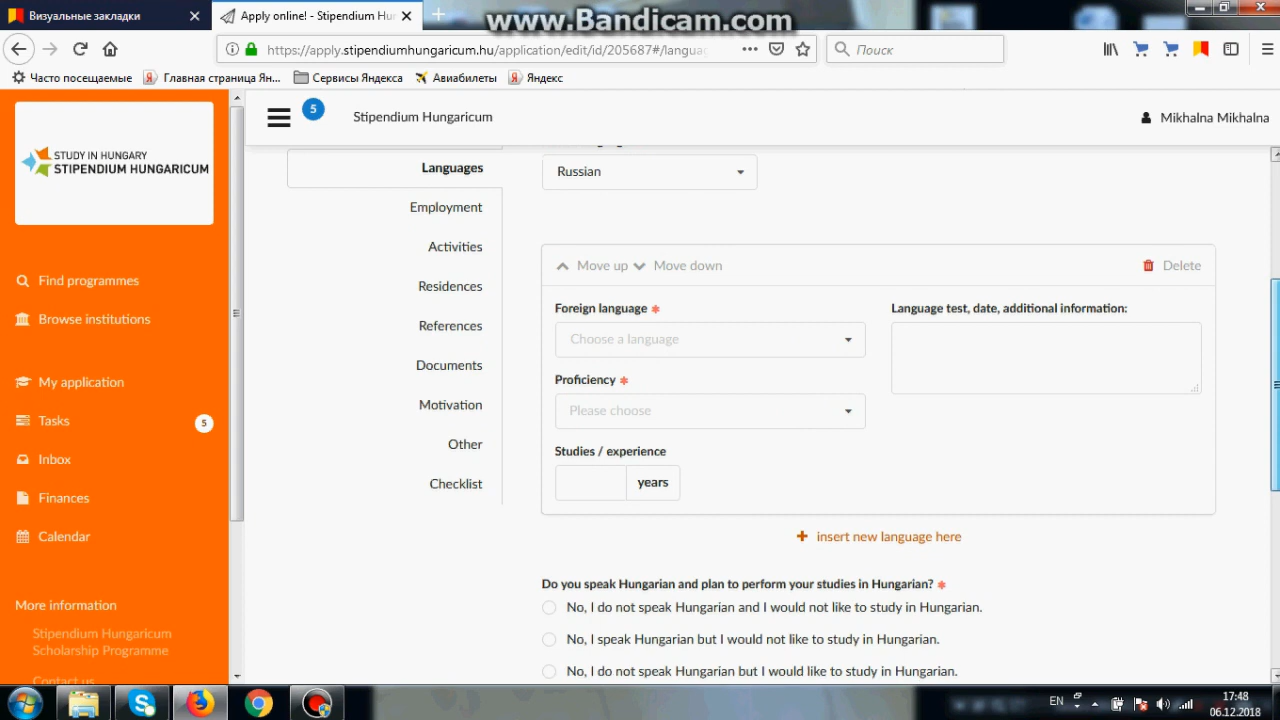 www.Bandicam.com
Визуальные закладки
Apply online! - Stipendium Hur
https://apply.stipendiumhungaricum.hu/application/edit/id/205687#/langua
Поиск
Часто посещаемые
Главная страница Ян...
Сервисы Яндекса
Авиабилеты
Яндекс
STUDY IN HUNGARY
STIPENDIUM HUNGARICUM
5
Stipendium Hungaricum
Mikhalna Mikhalna
Find programmes
Browse institutions
My application
Tasks
5
Inbox
Finances
Calendar
More information
Stipendium Hungaricum
Scholarship Programme
Contact us
Languages
Employment
Activities
Residences
References
Documents
Motivation
Other
Checklist
Russian
Move up
Move down
Delete
Foreign language *
Choose a language
Language test, date, additional information:
Proficiency *
Please choose
Studies / experience
years
+ insert new language here
Do you speak Hungarian and plan to perform your studies in Hungarian? *
No, I do not speak Hungarian and I would not like to study in Hungarian.
No, I speak Hungarian but I would not like to study in Hungarian.
No, I do not speak Hungarian but I would like to study in Hungarian.
EN
17:48
06.12.2018